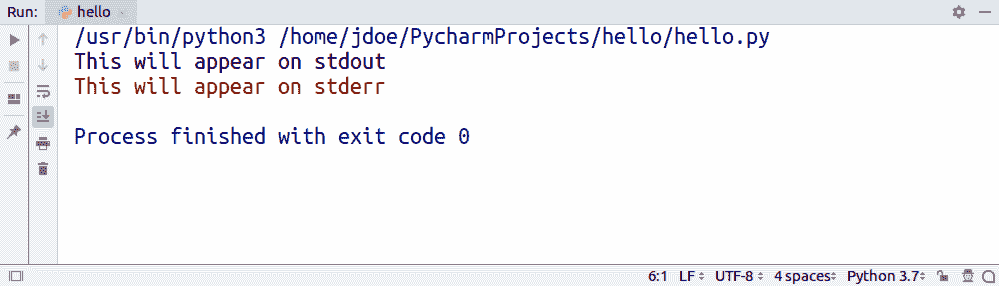 Run: hello
/usr/bin/python3 /home/jdoe/PycharmProjects/hello/hello.py
This will appear on stdout
This will appear on stderr
Process finished with exit code 0
6:1 LF UTF-8 4 spaces Python 3.7